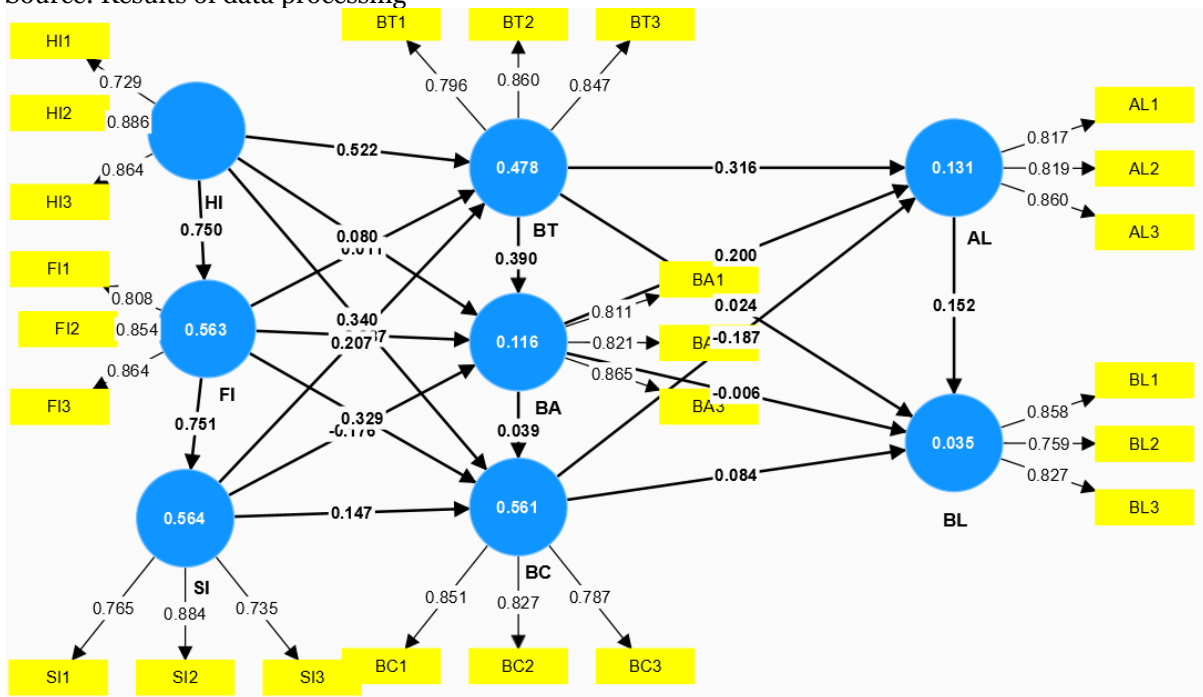 Source: Results of data processing
BT1 BT2 BT3
HI1
AL1
0.729
0.796 0.860 0.847
HI2 0.886
0.817
0.522 0.478 0.316 0.131 0.819 AL2
0.864
0.860
HI3 HI
BT AL AL3
0.750
0.080
0.390 0.200
FI1
BA1
0.808
0.811 0.024 0.152
0.340
FI2 0.854 0.563 0.207 0.116 0.821 -0.187
0.864
0.865
BL1
FI
-0.006
FI3 BA BA3 0.858
0.751 0.329 0.039
0.035 0.759 BL2
0.084 0.827
0.564 0.147 0.561
BL BL3
BC
SI
0.765 0.884 0.735 0.851 0.827 0.787
SI1 SI2 SI3 BC1 BC2 BC3